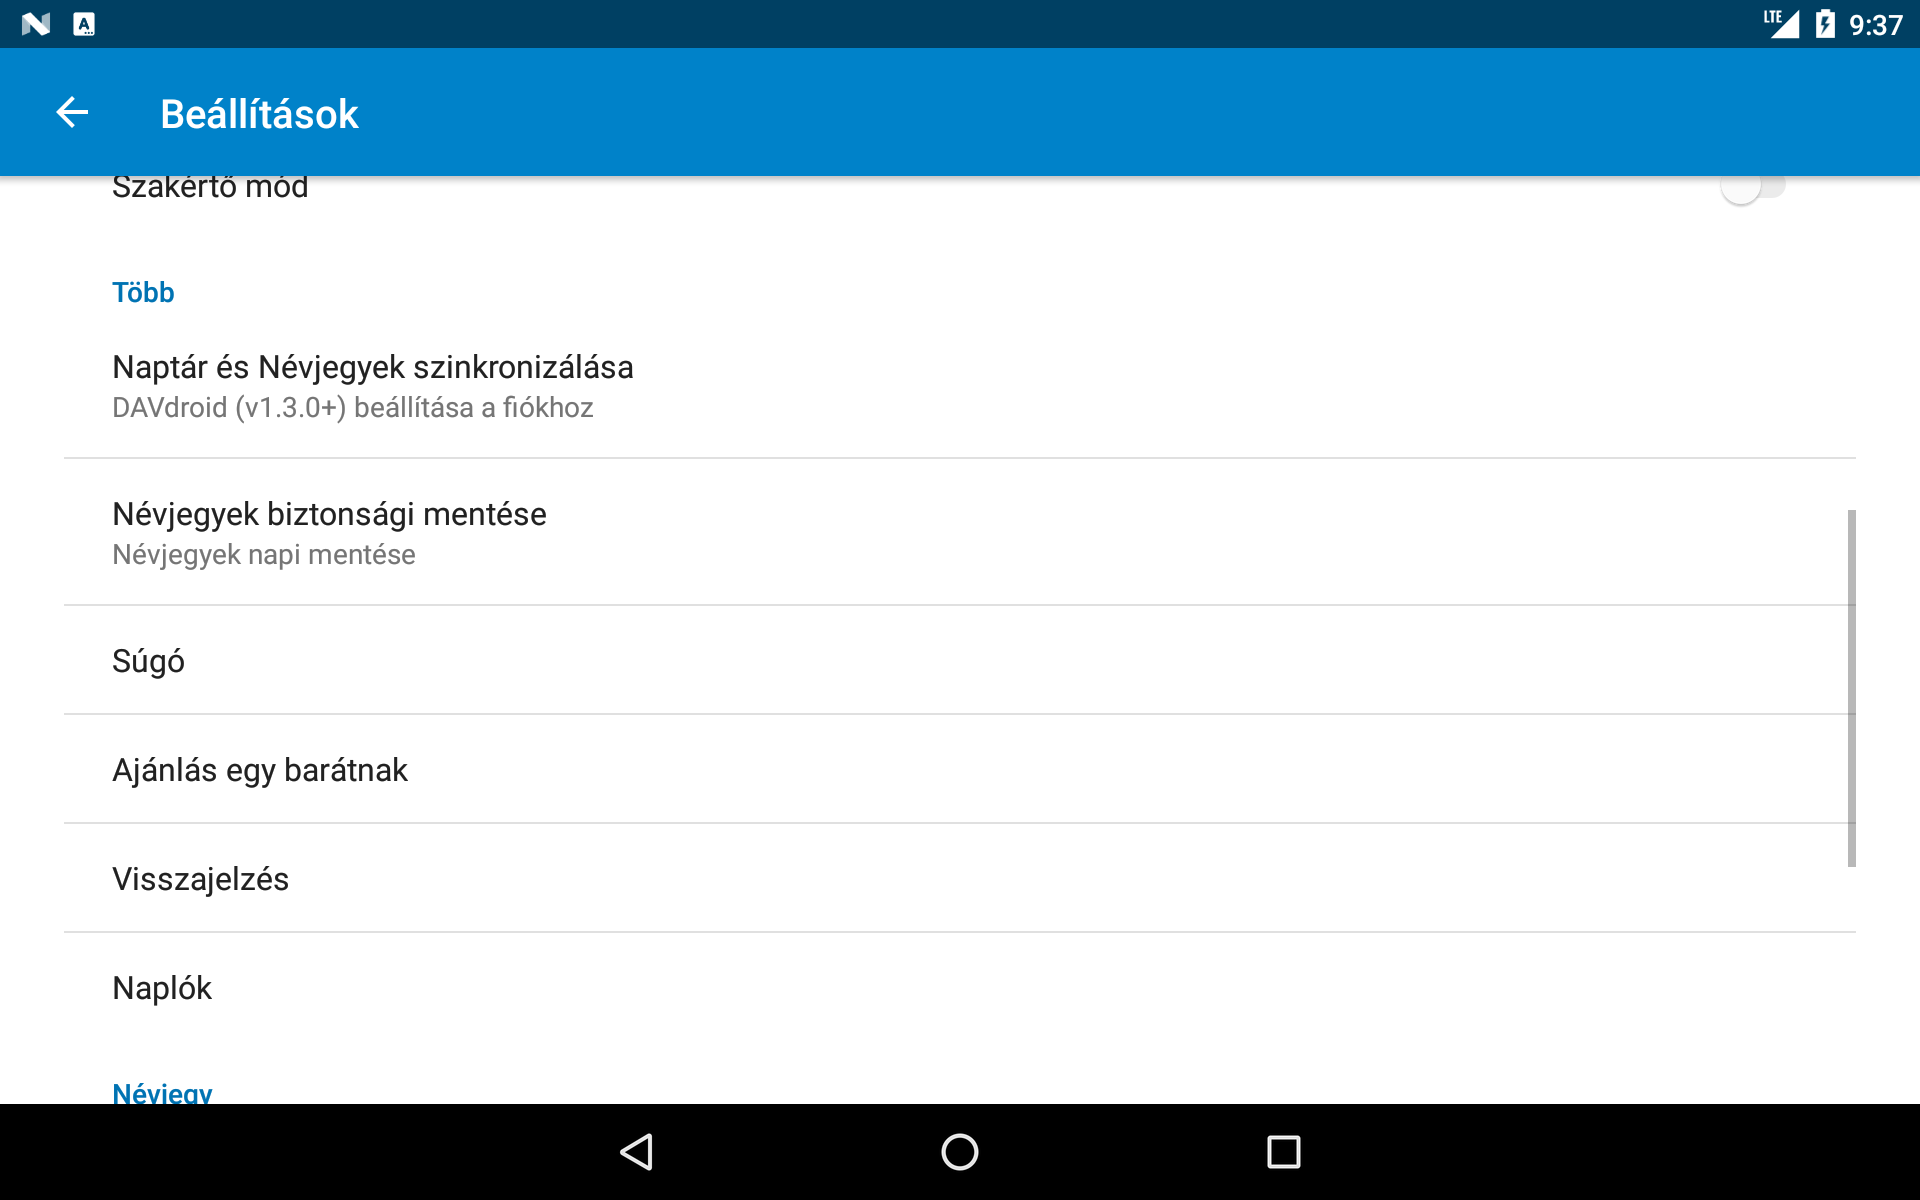 LTE 9:37
Beállítások
Szakértő mód
Több
Naptár és Névjegyek szinkronizálása
DAVdroid (v1.3.0+) beállítása a fiókhoz
Névjegyek biztonsági mentése
Névjegyek napi mentése
Súgó
Ajánlás egy barátnak
Visszajelzés
Naplók
Névjegy